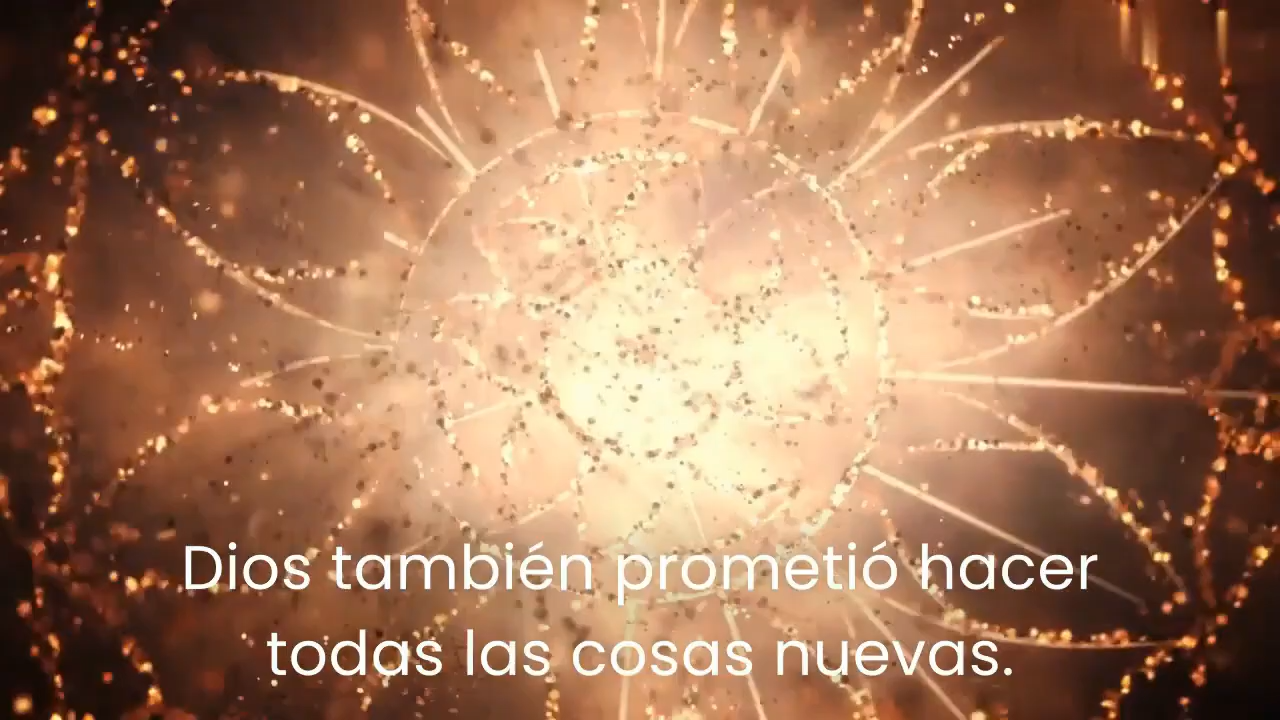 Dios también prometió hacer
todas las cosas nuevas.